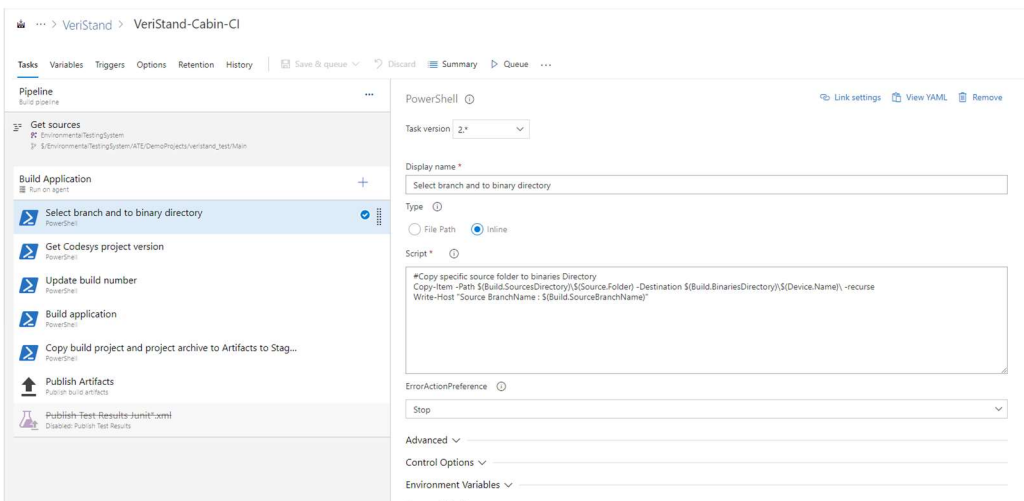 ··· > VeriStand > VeriStand-Cabin-CI
Tasks Variables Triggers Options Retention History Save & queue Discard Summary Queue ···
Pipeline
Build pipeline
···
Get sources
EnvironmentalTestingSystem
$/EnvironmentalTestingSystem/ATE/DemoProjects/veristand_test/Main
Build Application
Run on agent
Select branch and to binary directory
PowerShell
Get Codesys project version
PowerShell
Update build number
PowerShell
Build application
PowerShell
Copy build project and project archive to Artifacts to Stag...
PowerShell
Publish Artifacts
Publish build artifacts
Publish Test Results Junit*.xml
Disabled: Publish Test Results
PowerShell
Link settings View YAML Remove
Task version 2.*
Display name *
Select branch and to binary directory
Type
File Path Inline
Script *
#Copy specific source folder to binaries Directory
Copy-Item -Path $(Build.SourcesDirectory)\$(Source.Folder) -Destination $(Build.BinariesDirectory)\$(Device.Name)\ -recurse
Write-Host "Source BranchName : $(Build.SourceBranchName)"
ErrorActionPreference
Stop
Advanced
Control Options
Environment Variables